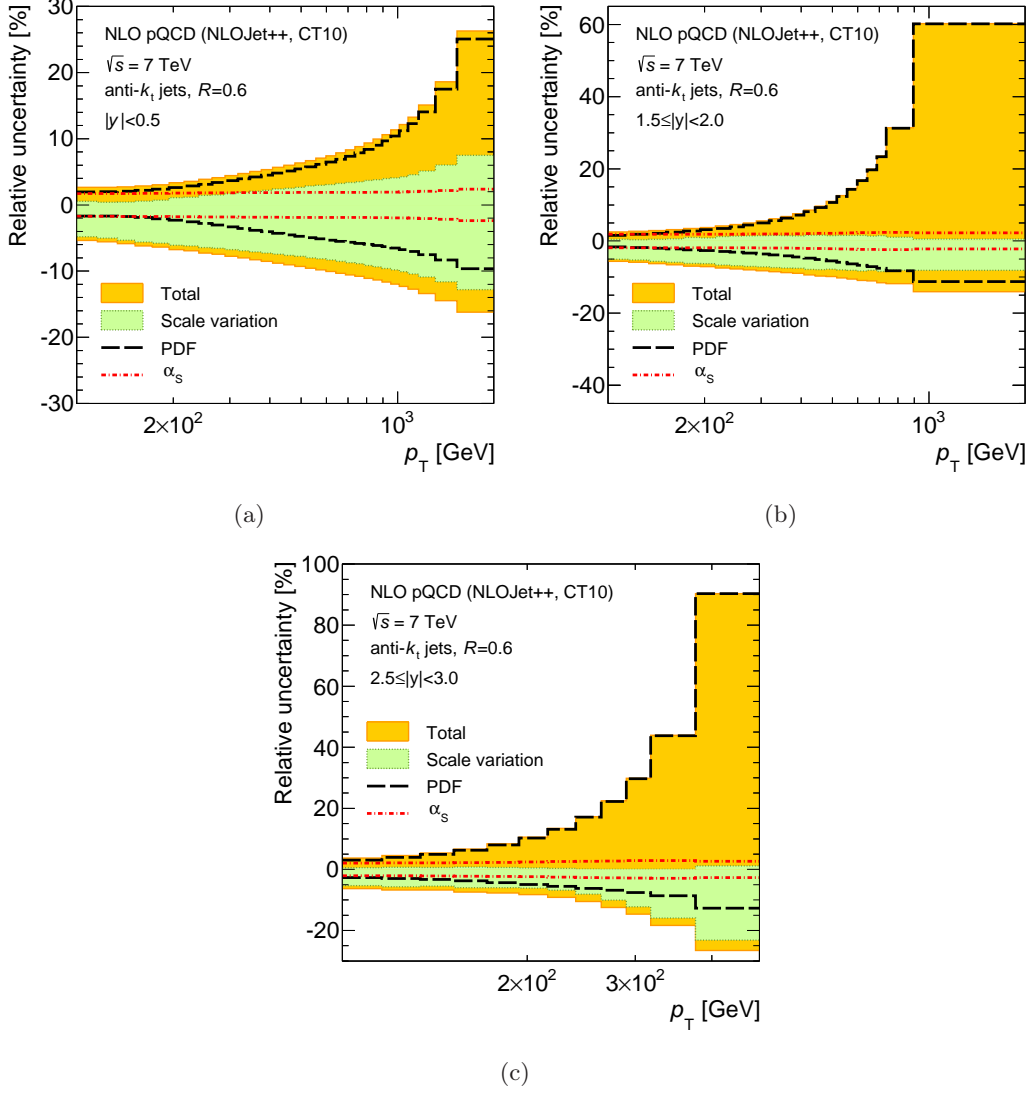 Relative uncertainty [%]
30
20
10
0
-10
-20
-30
NLO pQCD (NLOJet++, CT10)
√s = 7 TeV
anti-kt jets, R=0.6
|y|<0.5
Total
Scale variation
PDF
αS
2×10²
10³
pT [GeV]
(a)
Relative uncertainty [%]
60
40
20
0
-20
-40
NLO pQCD (NLOJet++, CT10)
√s = 7 TeV
anti-kt jets, R=0.6
1.5≤|y|<2.0
Total
Scale variation
PDF
αS
2×10²
10³
pT [GeV]
(b)
Relative uncertainty [%]
100
80
60
40
20
0
-20
NLO pQCD (NLOJet++, CT10)
√s = 7 TeV
anti-kt jets, R=0.6
2.5≤|y|<3.0
Total
Scale variation
PDF
αS
2×10²
3×10²
pT [GeV]
(c)